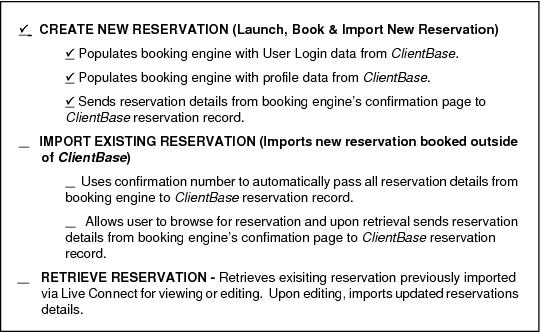 ✓ CREATE NEW RESERVATION (Launch, Book & Import New Reservation)
✓ Populates booking engine with User Login data from ClientBase.
✓ Populates booking engine with profile data from ClientBase.
✓ Sends reservation details from booking engine's confirmation page to
ClientBase reservation record.
_ IMPORT EXISTING RESERVATION (Imports new reservation booked outside
of ClientBase)
_ Uses confirmation number to automatically pass all reservation details from
booking engine to ClientBase reservation record.
_ Allows user to browse for reservation and upon retrieval sends reservation
details from booking engine's confimation page to ClientBase reservation
record.
_ RETRIEVE RESERVATION - Retrieves exisiting reservation previously imported
via Live Connect for viewing or editing. Upon editing, imports updated reservations
details.